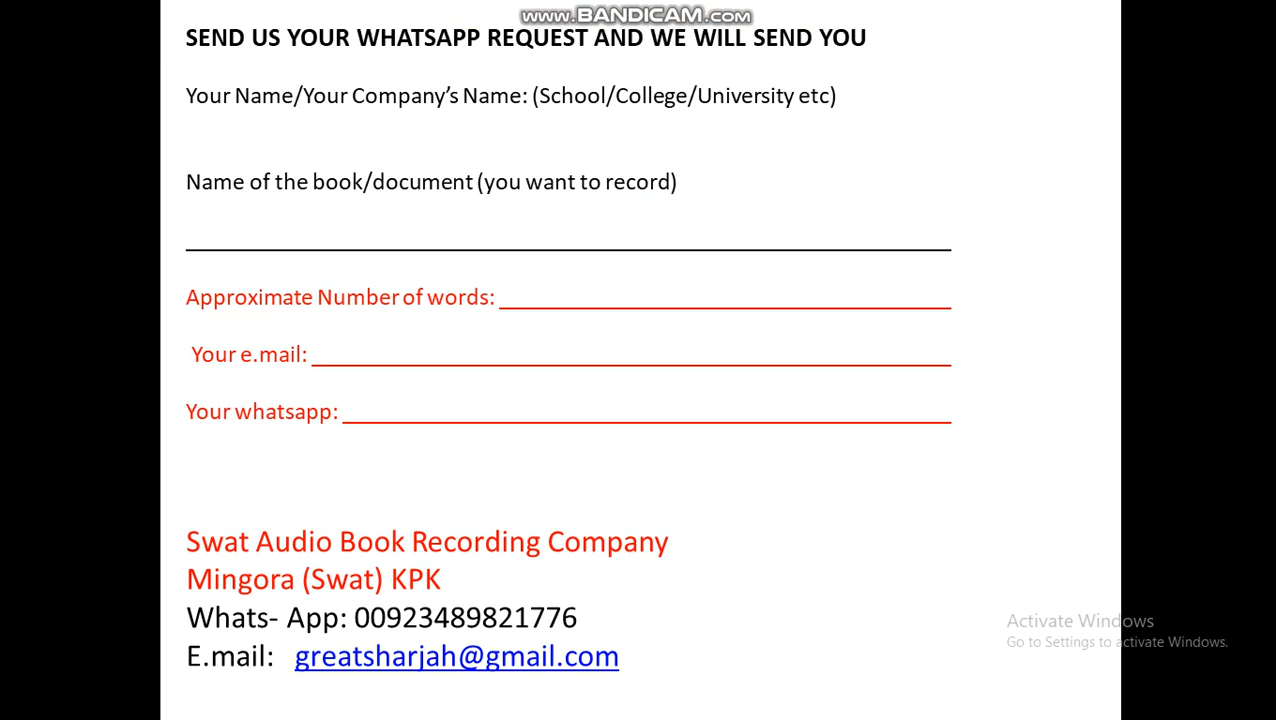 www.BANDICAM.com
SEND US YOUR WHATSAPP REQUEST AND WE WILL SEND YOU
Your Name/Your Company’s Name: (School/College/University etc)
Name of the book/document (you want to record)
Approximate Number of words:
Your e.mail:
Your whatsapp:
Swat Audio Book Recording Company
Mingora (Swat) KPK
Whats- App: 00923489821776
E.mail: greatsharjah@gmail.com
Activate Windows
Go to Settings to activate Windows.